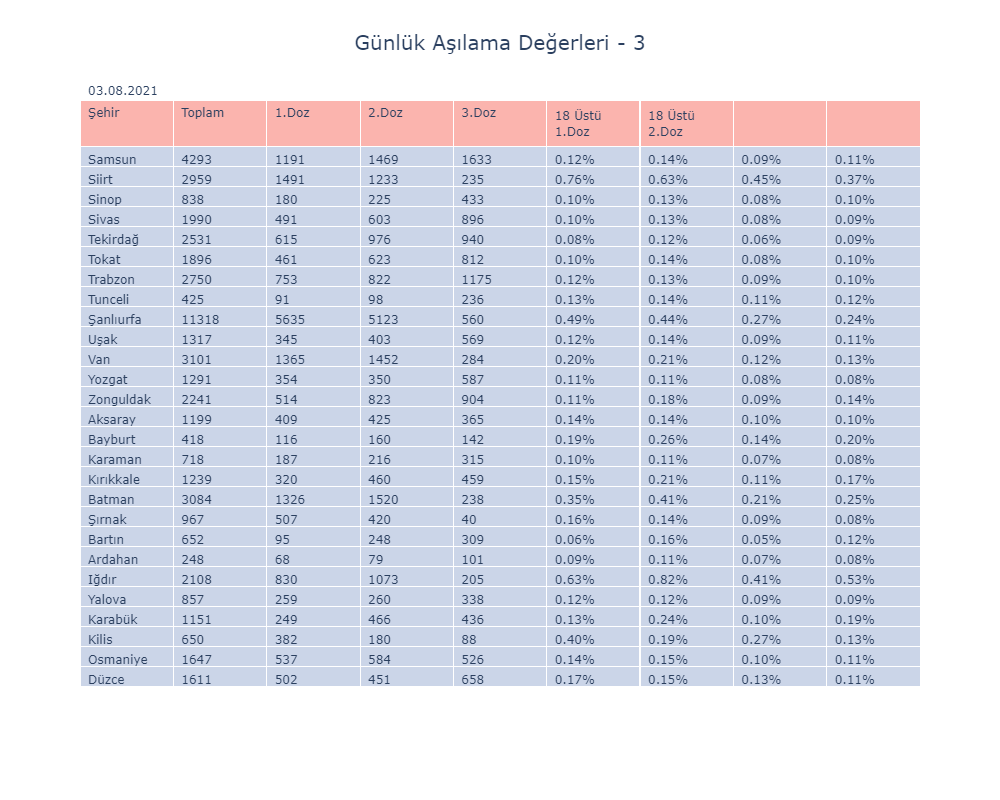 Günlük Aşılama Değerleri - 3
03.08.2021
Şehir Toplam 1.Doz 2.Doz 3.Doz 18 Üstü 1.Doz 18 Üstü 2.Doz
Samsun 4293 1191 1469 1633 0.12% 0.14% 0.09% 0.11%
Siirt 2959 1491 1233 235 0.76% 0.63% 0.45% 0.37%
Sinop 838 180 225 433 0.10% 0.13% 0.08% 0.10%
Sivas 1990 491 603 896 0.10% 0.13% 0.08% 0.09%
Tekirdağ 2531 615 976 940 0.08% 0.12% 0.06% 0.09%
Tokat 1896 461 623 812 0.10% 0.14% 0.08% 0.10%
Trabzon 2750 753 822 1175 0.12% 0.13% 0.09% 0.10%
Tunceli 425 91 98 236 0.13% 0.14% 0.11% 0.12%
Şanlıurfa 11318 5635 5123 560 0.49% 0.44% 0.27% 0.24%
Uşak 1317 345 403 569 0.12% 0.14% 0.09% 0.11%
Van 3101 1365 1452 284 0.20% 0.21% 0.12% 0.13%
Yozgat 1291 354 350 587 0.11% 0.11% 0.08% 0.08%
Zonguldak 2241 514 823 904 0.11% 0.18% 0.09% 0.14%
Aksaray 1199 409 425 365 0.14% 0.14% 0.10% 0.10%
Bayburt 418 116 160 142 0.19% 0.26% 0.14% 0.20%
Karaman 718 187 216 315 0.10% 0.11% 0.07% 0.08%
Kırıkkale 1239 320 460 459 0.15% 0.21% 0.11% 0.17%
Batman 3084 1326 1520 238 0.35% 0.41% 0.21% 0.25%
Şırnak 967 507 420 40 0.16% 0.14% 0.09% 0.08%
Bartın 652 95 248 309 0.06% 0.16% 0.05% 0.12%
Ardahan 248 68 79 101 0.09% 0.11% 0.07% 0.08%
Iğdır 2108 830 1073 205 0.63% 0.82% 0.41% 0.53%
Yalova 857 259 260 338 0.12% 0.12% 0.09% 0.09%
Karabük 1151 249 466 436 0.13% 0.24% 0.10% 0.19%
Kilis 650 382 180 88 0.40% 0.19% 0.27% 0.13%
Osmaniye 1647 537 584 526 0.14% 0.15% 0.10% 0.11%
Düzce 1611 502 451 658 0.17% 0.15% 0.13% 0.11%